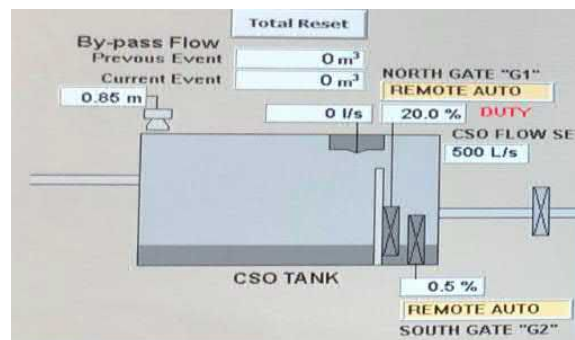 Total Reset
By-pass Flow
Prevous Event 0 m³
Current Event 0 m³
NORTH GATE "G1"
REMOTE AUTO
0.85 m
0 l/s 20.0 % DUTY
CSO FLOW SE
500 L/s
CSO TANK
0.5 %
REMOTE AUTO
SOUTH GATE "G2"